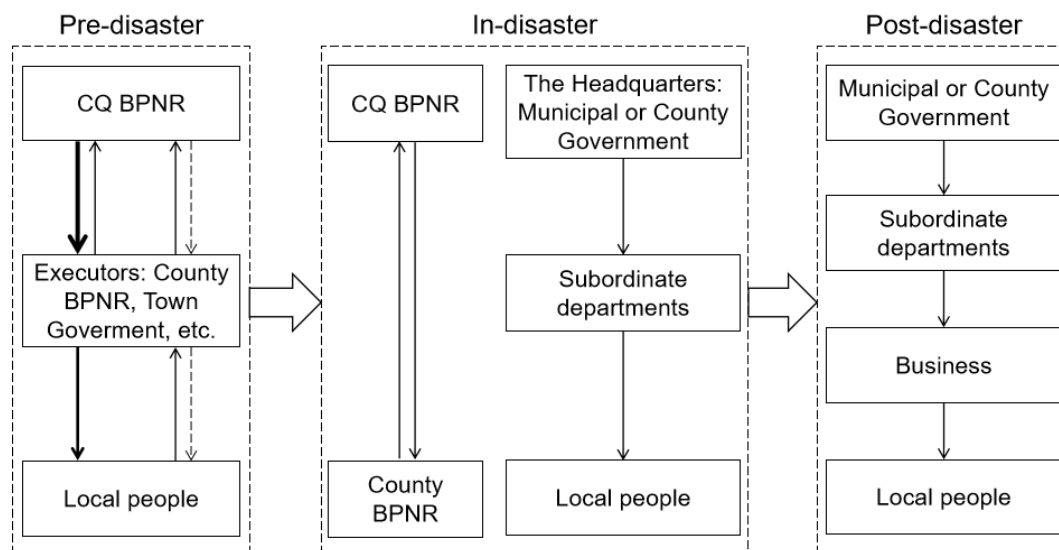 Pre-disaster
CQ BPNR
Executors: County
BPNR, Town
Goverment, etc.
Local people
In-disaster
CQ BPNR
County
BPNR
The Headquarters:
Municipal or County
Government
Subordinate
departments
Local people
Post-disaster
Municipal or County
Government
Subordinate
departments
Business
Local people